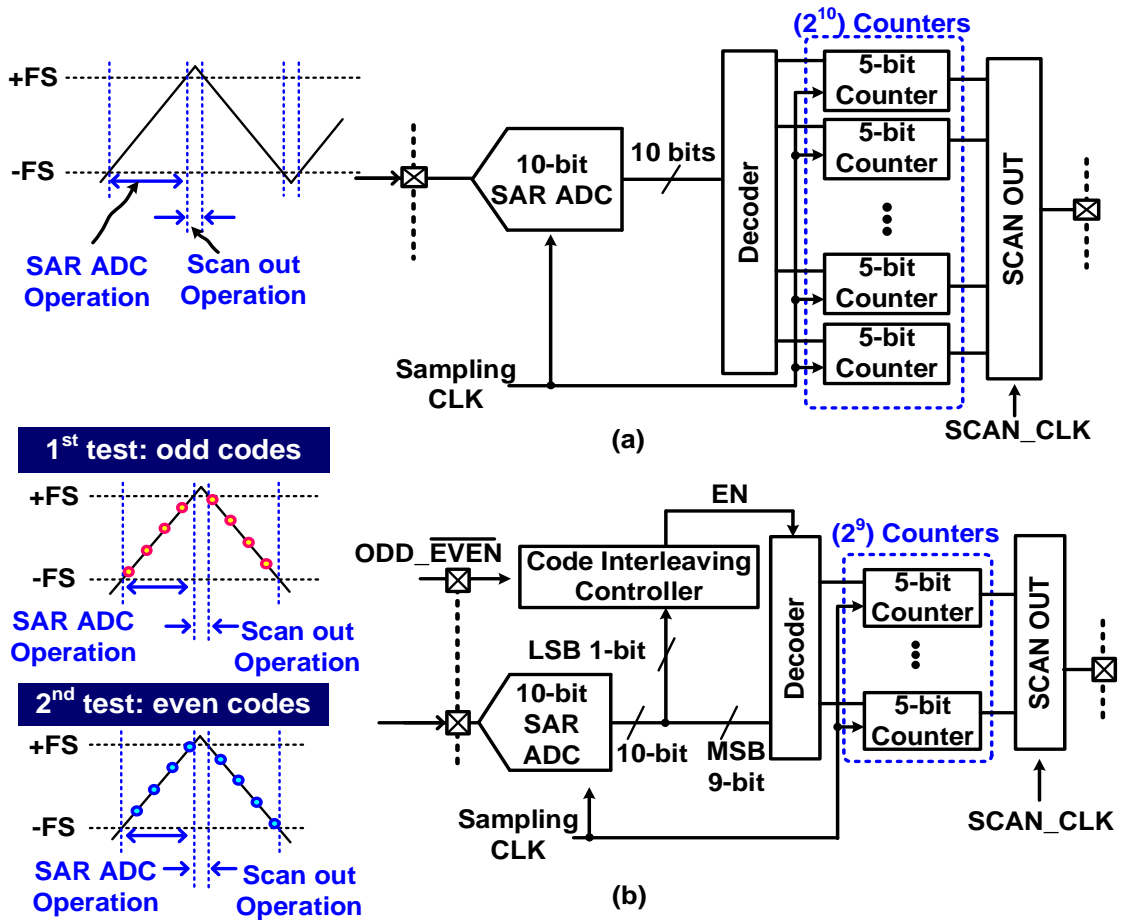 (2^10) Counters
+FS
-FS
SAR ADC
Operation
Scan out
Operation
10-bit
SAR ADC
10 bits
Decoder
5-bit
Counter
5-bit
Counter
5-bit
Counter
5-bit
Counter
SCAN OUT
Sampling
CLK
SCAN_CLK
(a)
1st test: odd codes
+FS
-FS
SAR ADC
Operation
Scan out
Operation
2nd test: even codes
+FS
-FS
SAR ADC
Operation
Scan out
Operation
EN
ODD_EVEN
Code Interleaving
Controller
LSB 1-bit
10-bit
SAR
ADC
10-bit
MSB
9-bit
Decoder
(2^9) Counters
5-bit
Counter
5-bit
Counter
SCAN OUT
Sampling
CLK
SCAN_CLK
(b)